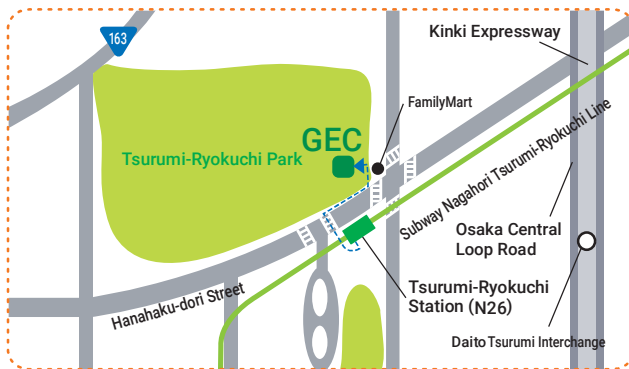 163
Kinki Expressway
FamilyMart
GEC
Tsurumi-Ryokuchi Park
Subway Nagahori Tsurumi-Ryokuchi Line
Osaka Central
Loop Road
Tsurumi-Ryokuchi
Station (N26)
Hanahaku-dori Street
Daito Tsurumi Interchange